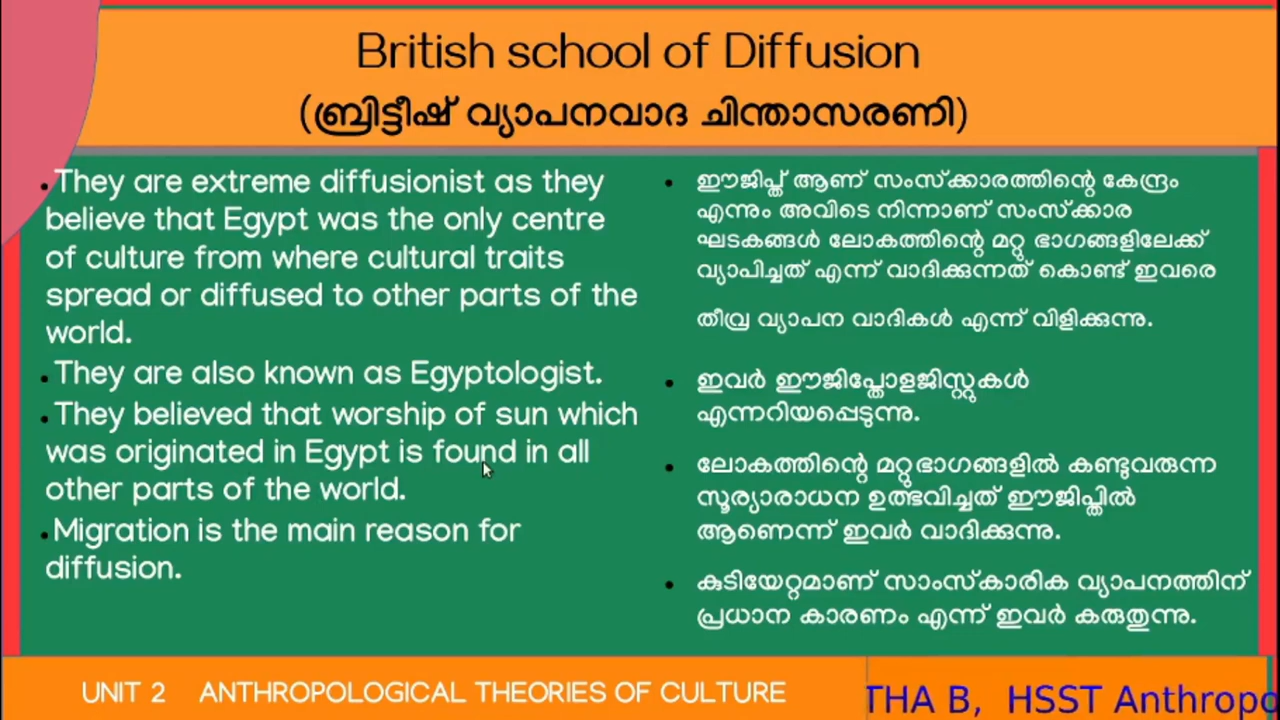 British school of Diffusion
(ബ്രിട്ടീഷ് വ്യാപനവാദ ചിന്താസരണി)
•They are extreme diffusionist as they
believe that Egypt was the only centre
of culture from where cultural traits
spread or diffused to other parts of the
world.
•They are also known as Egyptologist.
•They believed that worship of sun which
was originated in Egypt is found in all
other parts of the world.
•Migration is the main reason for
diffusion.
• ഈജിപ്ത് ആണ് സംസ്ക്കാരത്തിന്റെ കേന്ദ്രം
എന്നും അവിടെ നിന്നാണ് സംസ്ക്കാര
ഘടകങ്ങൾ ലോകത്തിന്റെ മറ്റു ഭാഗങ്ങളിലേക്ക്
വ്യാപിച്ചത് എന്ന് വാദിക്കുന്നത് കൊണ്ട് ഇവരെ
തീവ്ര വ്യാപന വാദികൾ എന്ന് വിളിക്കുന്നു.
• ഇവർ ഈജിപ്തോളജിസ്റ്റുകൾ
എന്നറിയപ്പെടുന്നു.
• ലോകത്തിന്റെ മറ്റുഭാഗങ്ങളിൽ കണ്ടുവരുന്ന
സൂര്യാരാധന ഉത്ഭവിച്ചത് ഈജിപ്തിൽ
ആണെന്ന് ഇവർ വാദിക്കുന്നു.
• കുടിയേറ്റമാണ് സാംസ്കാരിക വ്യാപനത്തിന്
പ്രധാന കാരണം എന്ന് ഇവർ കരുതുന്നു.
UNIT 2 ANTHROPOLOGICAL THEORIES OF CULTURE
THA B, HSST Anthropo